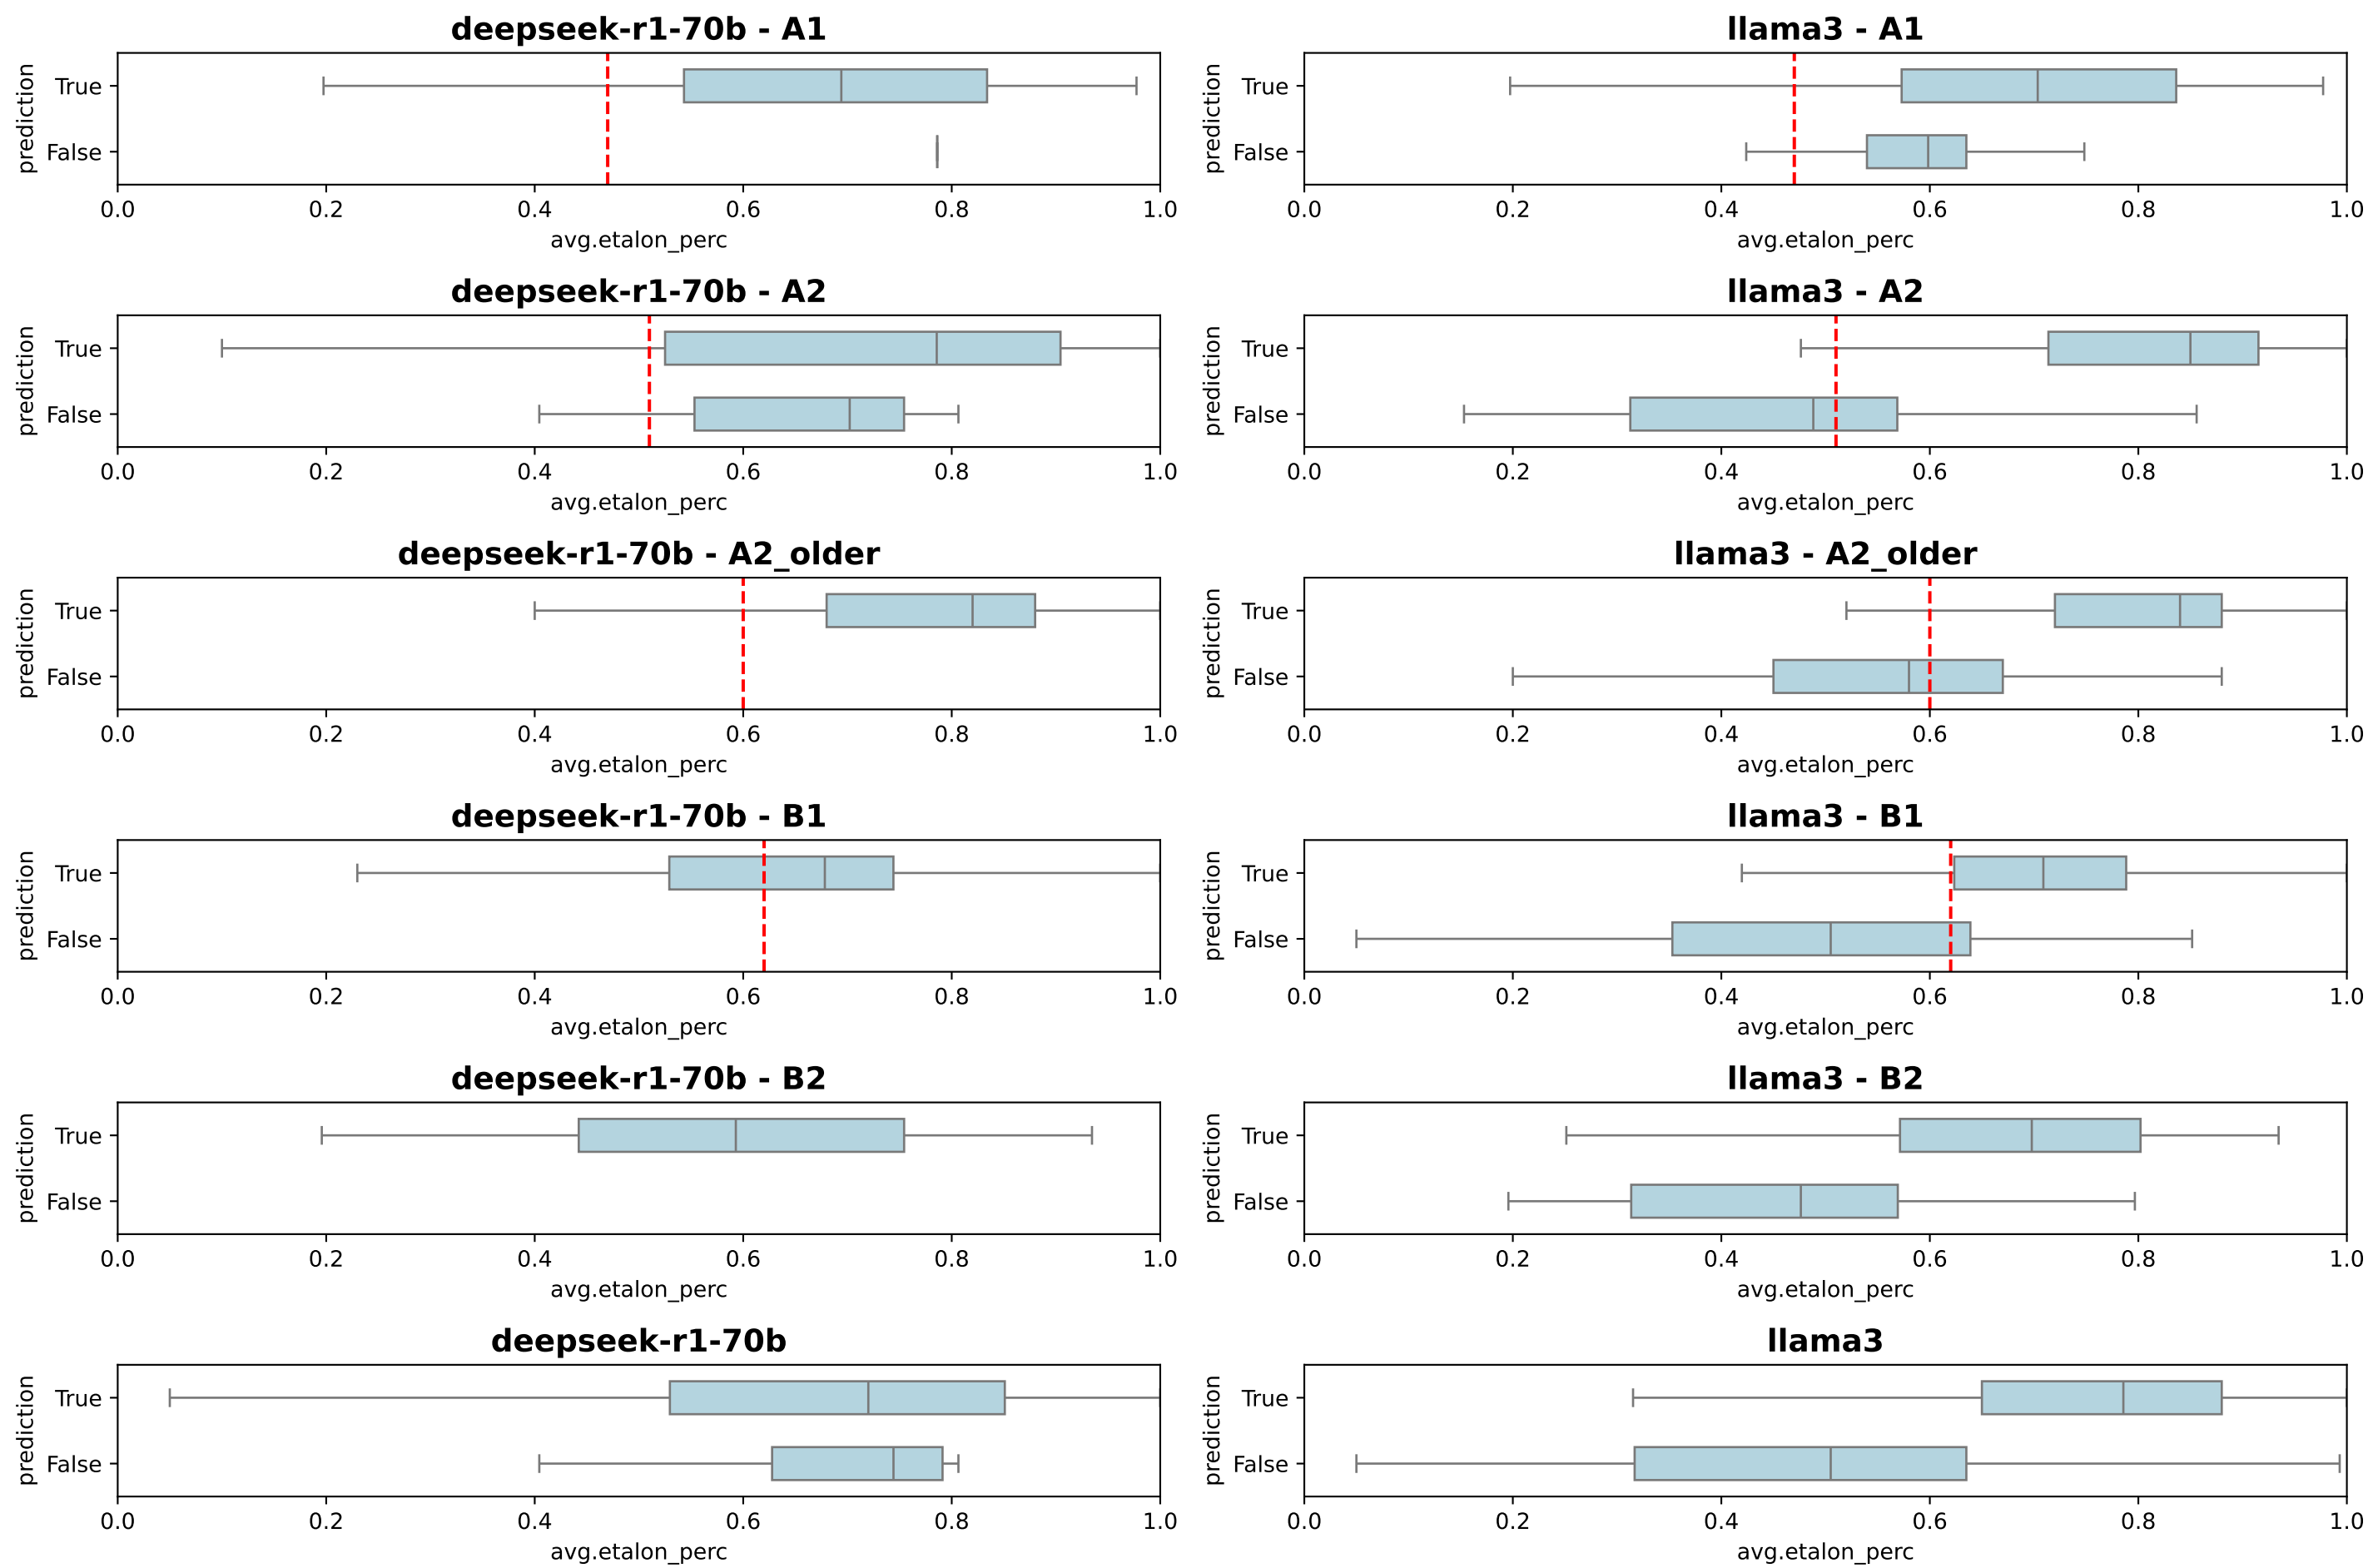 deepseek-r1-70b - A1
prediction
True
False
0.0 0.2 0.4 0.6 0.8 1.0
avg.etalon_perc
llama3 - A1
prediction
True
False
0.0 0.2 0.4 0.6 0.8 1.0
avg.etalon_perc
deepseek-r1-70b - A2
prediction
True
False
0.0 0.2 0.4 0.6 0.8 1.0
avg.etalon_perc
llama3 - A2
prediction
True
False
0.0 0.2 0.4 0.6 0.8 1.0
avg.etalon_perc
deepseek-r1-70b - A2_older
prediction
True
False
0.0 0.2 0.4 0.6 0.8 1.0
avg.etalon_perc
llama3 - A2_older
prediction
True
False
0.0 0.2 0.4 0.6 0.8 1.0
avg.etalon_perc
deepseek-r1-70b - B1
prediction
True
False
0.0 0.2 0.4 0.6 0.8 1.0
avg.etalon_perc
llama3 - B1
prediction
True
False
0.0 0.2 0.4 0.6 0.8 1.0
avg.etalon_perc
deepseek-r1-70b - B2
prediction
True
False
0.0 0.2 0.4 0.6 0.8 1.0
avg.etalon_perc
llama3 - B2
prediction
True
False
0.0 0.2 0.4 0.6 0.8 1.0
avg.etalon_perc
deepseek-r1-70b
prediction
True
False
0.0 0.2 0.4 0.6 0.8 1.0
avg.etalon_perc
llama3
prediction
True
False
0.0 0.2 0.4 0.6 0.8 1.0
avg.etalon_perc